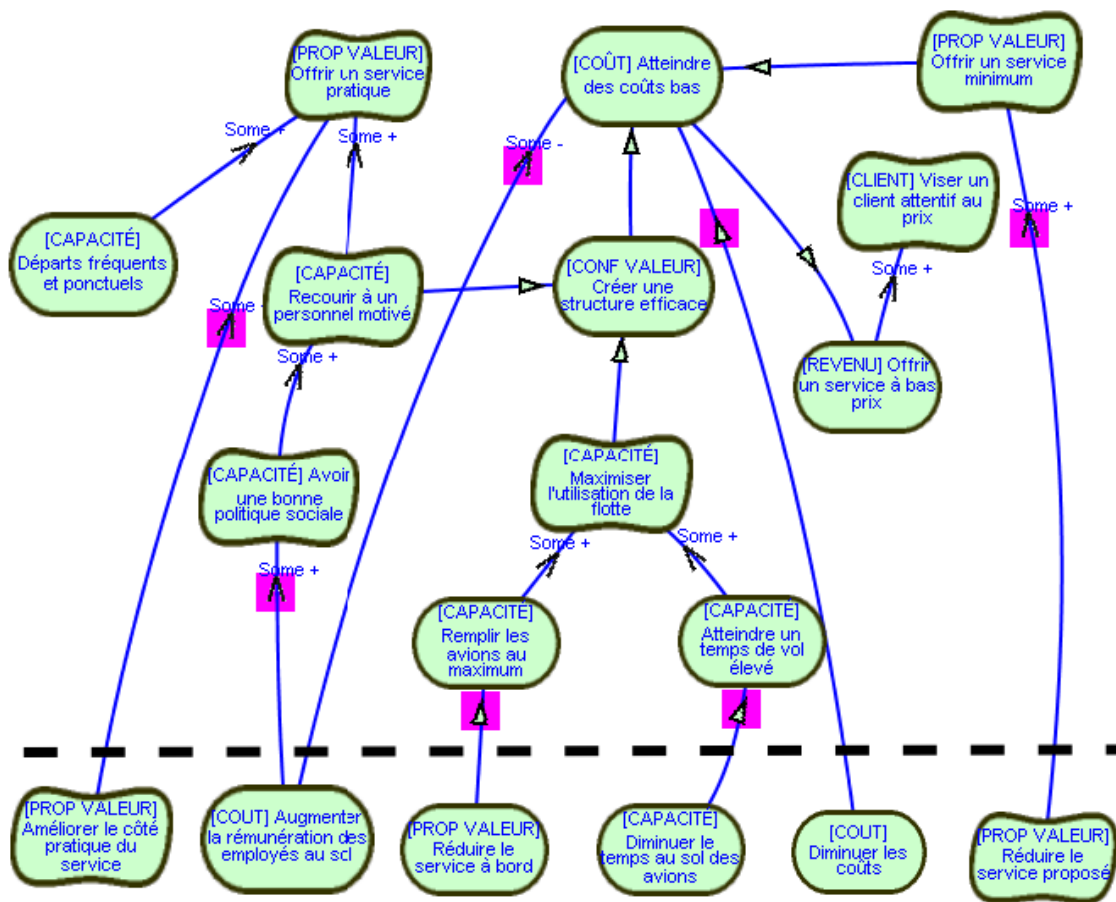 [PROP VALEUR]
Offrir un service
pratique
[COÛT] Atteindre
des coûts bas
[PROP VALEUR]
Offrir un service
minimum
Some +
Some +
Some -
[CLIENT] Viser un
client attentif au
prix
Some +
[CAPACITÉ]
Départs fréquents
et ponctuels
[CAPACITÉ]
Recourir à un
personnel motivé
[CONF VALEUR]
Créer une
structure efficace
Some +
Some -
Some +
[REVENU] Offrir
un service à bas
prix
[CAPACITÉ] Avoir
une bonne
politique sociale
[CAPACITÉ]
Maximiser
l'utilisation de la
flotte
Some +
Some +
Some +
[CAPACITÉ]
Remplir les
avions au
maximum
[CAPACITÉ]
Atteindre un
temps de vol
élevé
[PROP VALEUR]
Améliorer le côté
pratique du
service
[COUT] Augmenter
la rémunération des
employés au sol
[PROP VALEUR]
Réduire le
service à bord
[CAPACITÉ]
Diminuer le
temps au sol des
avions
[COUT]
Diminuer les
coûts
[PROP VALEUR]
Réduire le
service proposé